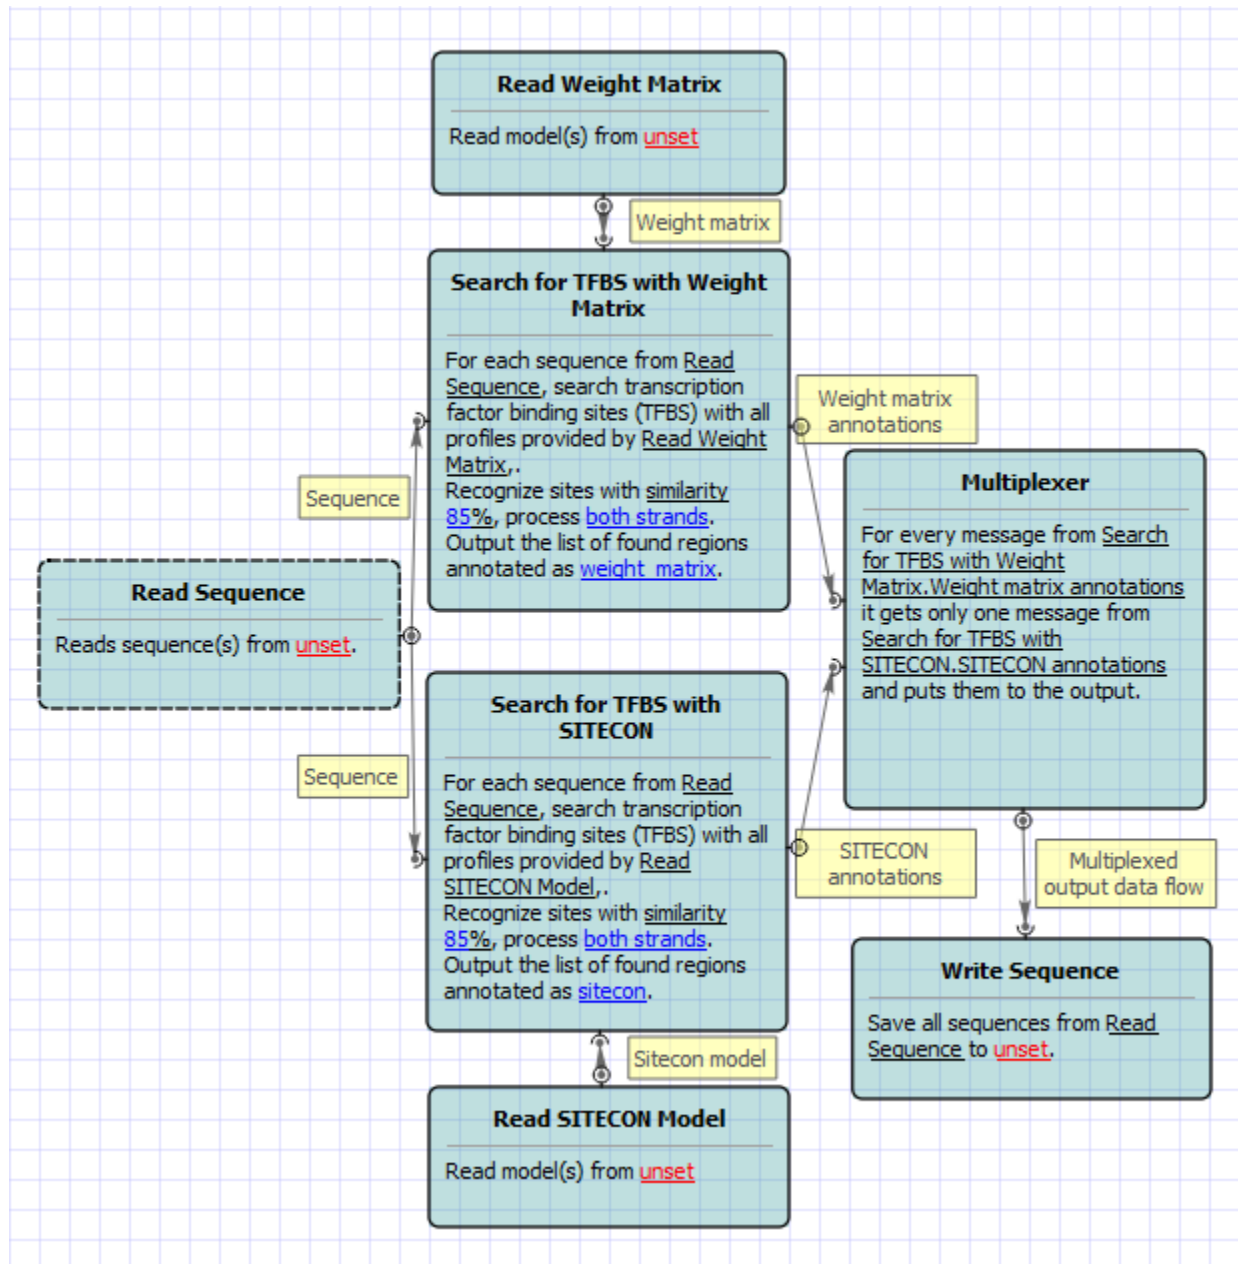 Read Weight Matrix
Read model(s) from unset
Weight matrix
Search for TFBS with Weight
Matrix
For each sequence from Read
Sequence, search transcription
factor binding sites (TFBS) with all
profiles provided by Read Weight
Matrix,.
Recognize sites with similarity
85%, process both strands.
Output the list of found regions
annotated as weight_matrix.
Weight matrix
annotations
Sequence
Multiplexer
For every message from Search
for TFBS with Weight
Matrix.Weight matrix annotations
it gets only one message from
Search for TFBS with
SITECON.SITECON annotations
and puts them to the output.
Read Sequence
Reads sequence(s) from unset.
Sequence
Search for TFBS with
SITECON
For each sequence from Read
Sequence, search transcription
factor binding sites (TFBS) with all
profiles provided by Read
SITECON Model,.
Recognize sites with similarity
85%, process both strands.
Output the list of found regions
annotated as sitecon.
SITECON
annotations
Multiplexed
output data flow
Write Sequence
Save all sequences from Read
Sequence to unset.
Sitecon model
Read SITECON Model
Read model(s) from unset